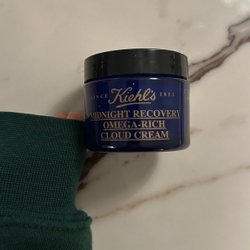 SINCE Kiehl's 1851
MIDNIGHT RECOVERY
OMEGA-RICH
CLOUD CREAM